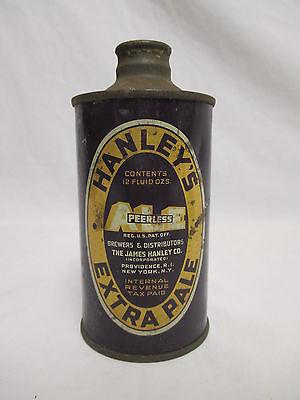 HANLEY'S
CONTENTS
12 FLUID OZS.
ALE
PEERLESS
REG. U.S. PAT. OFF.
BREWERS & DISTRIBUTORS
THE JAMES HANLEY CO.
INCORPORATED
PROVIDENCE, R.I.
NEW YORK, N.Y.
INTERNAL
REVENUE
TAX PAID
EXTRA PALE